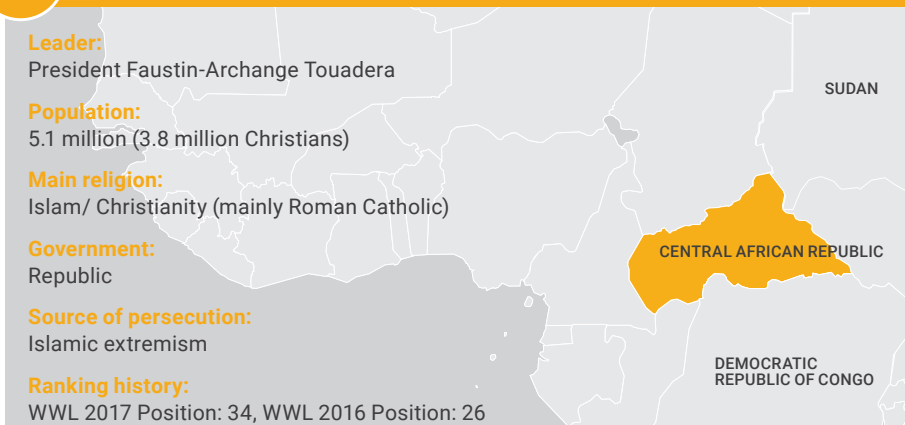 Leader:
President Faustin-Archange Touadera
Population:
5.1 million (3.8 million Christians)
Main religion:
Islam/ Christianity (mainly Roman Catholic)
Government:
Republic
Source of persecution:
Islamic extremism
Ranking history:
WWL 2017 Position: 34, WWL 2016 Position: 26
SUDAN
CENTRAL AFRICAN REPUBLIC
DEMOCRATIC
REPUBLIC OF CONGO